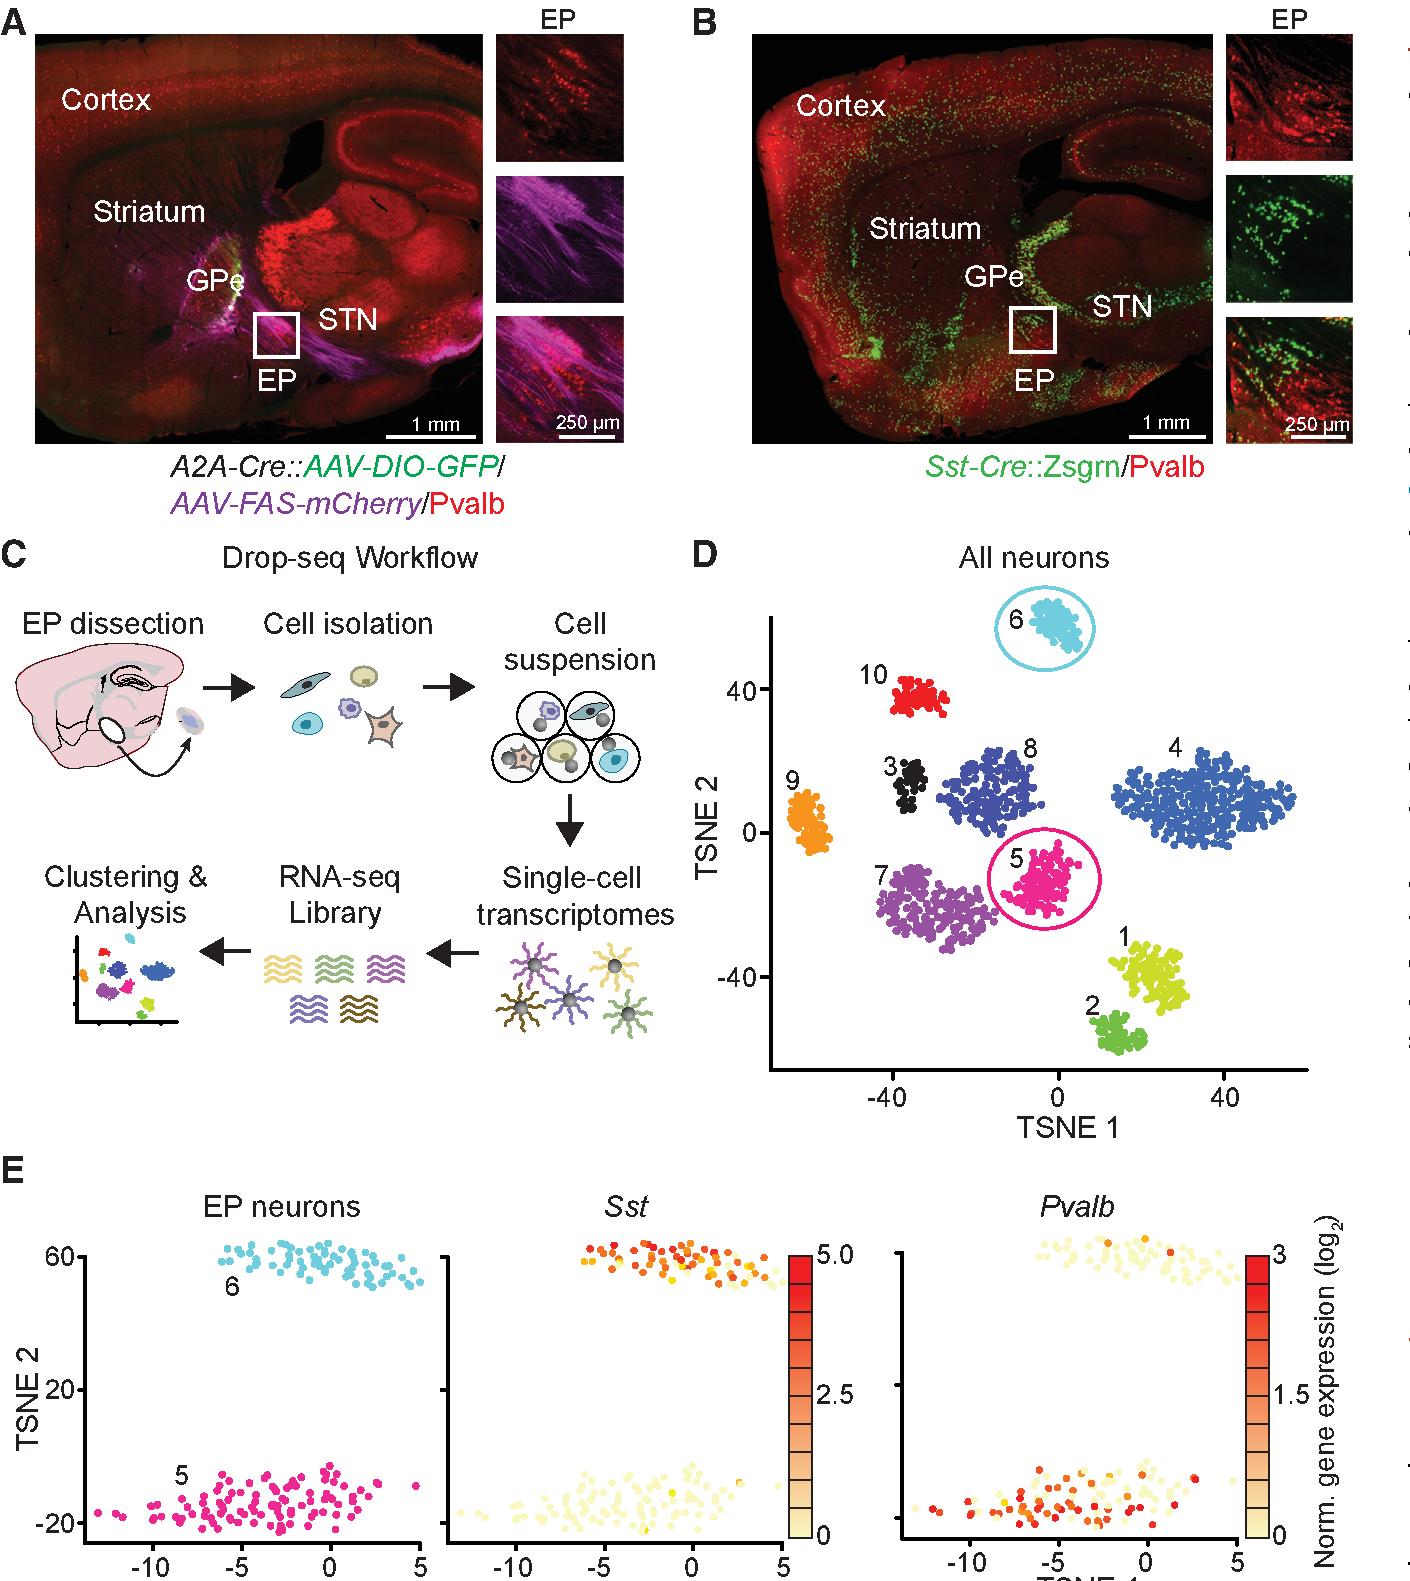 A
EP
Cortex
Striatum
GPe
STN
EP
1 mm
250 µm
A2A-Cre::AAV-DIO-GFP/
AAV-FAS-mCherry/Pvalb
B
EP
Cortex
Striatum
GPe
STN
EP
1 mm
250 µm
Sst-Cre::Zsgrn/Pvalb
C
Drop-seq Workflow
EP dissection
Cell isolation
Cell
suspension
Clustering &
Analysis
RNA-seq
Library
Single-cell
transcriptomes
D
All neurons
6
10
40
3
8
4
9
TSNE 2
0
5
7
1
-40
2
-40
0
40
TSNE 1
E
EP neurons
Sst
Pvalb
60
6
TSNE 2
20
5
-20
-10
-5
0
5
-10
-5
0
5
5.0
2.5
0
-10
-5
0
5
3
1.5
0
Norm. gene expression (log2)